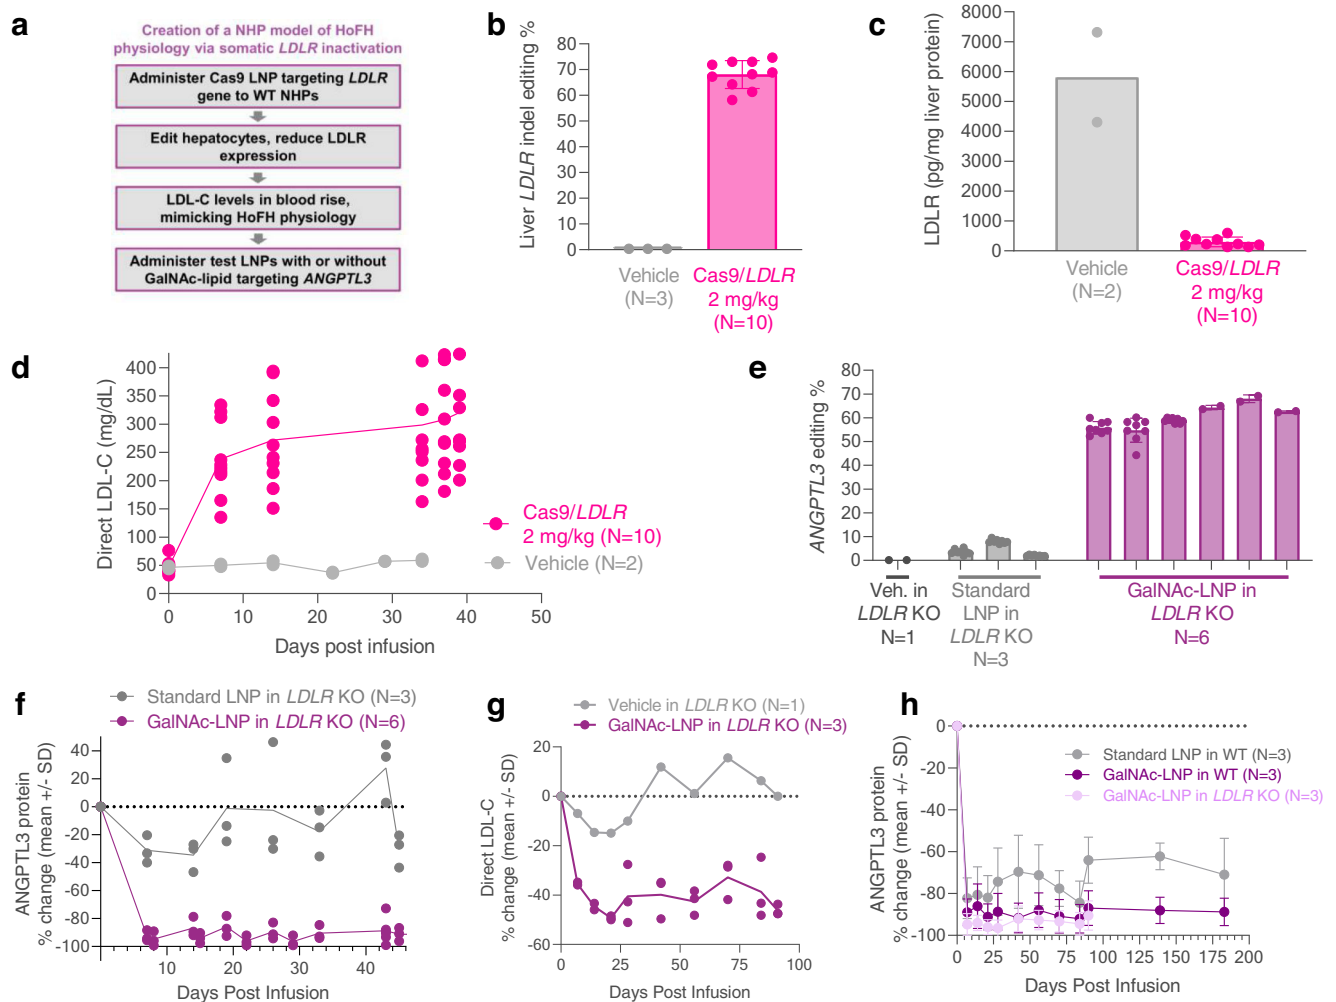 a
Creation of a NHP model of HoFH
physiology via somatic LDLR inactivation
Administer Cas9 LNP targeting LDLR
gene to WT NHPs
Edit hepatocytes, reduce LDLR
expression
LDL-C levels in blood rise,
mimicking HoFH physiology
Administer test LNPs with or without
GalNAc-lipid targeting ANGPTL3
b
Liver LDLR indel editing %
80
70
60
50
40
30
20
10
0
Vehicle
(N=3)
Cas9/LDLR
2 mg/kg
(N=10)
c
LDLR (pg/mg liver protein)
8000
7000
6000
5000
4000
3000
2000
1000
0
Vehicle
(N=2)
Cas9/LDLR
2 mg/kg
(N=10)
d
Direct LDL-C (mg/dL)
400
350
300
250
200
150
100
50
0
0
10
20
30
40
50
Days post infusion
Cas9/LDLR
2 mg/kg (N=10)
Vehicle (N=2)
e
ANGPTL3 editing %
80
70
60
50
40
30
20
10
0
Veh. in
LDLR KO
N=1
Standard
LNP in
LDLR KO
N=3
GalNAc-LNP in
LDLR KO
N=6
f
Standard LNP in LDLR KO (N=3)
GalNAc-LNP in LDLR KO (N=6)
ANGPTL3 protein
% change (mean +/- SD)
40
20
0
-20
-40
-60
-80
-100
10
20
30
40
Days Post Infusion
g
Vehicle in LDLR KO (N=1)
GalNAc-LNP in LDLR KO (N=3)
Direct LDL-C
% change (mean +/- SD)
20
0
-20
-40
-60
0
25
50
75
100
Days Post Infusion
h
ANGPTL3 protein
% change (mean +/- SD)
0
-20
-40
-60
-80
-100
Standard LNP in WT (N=3)
GalNAc-LNP in WT (N=3)
GalNAc-LNP in LDLR KO (N=3)
0
25
50
75
100
125
150
175
200
Days Post Infusion